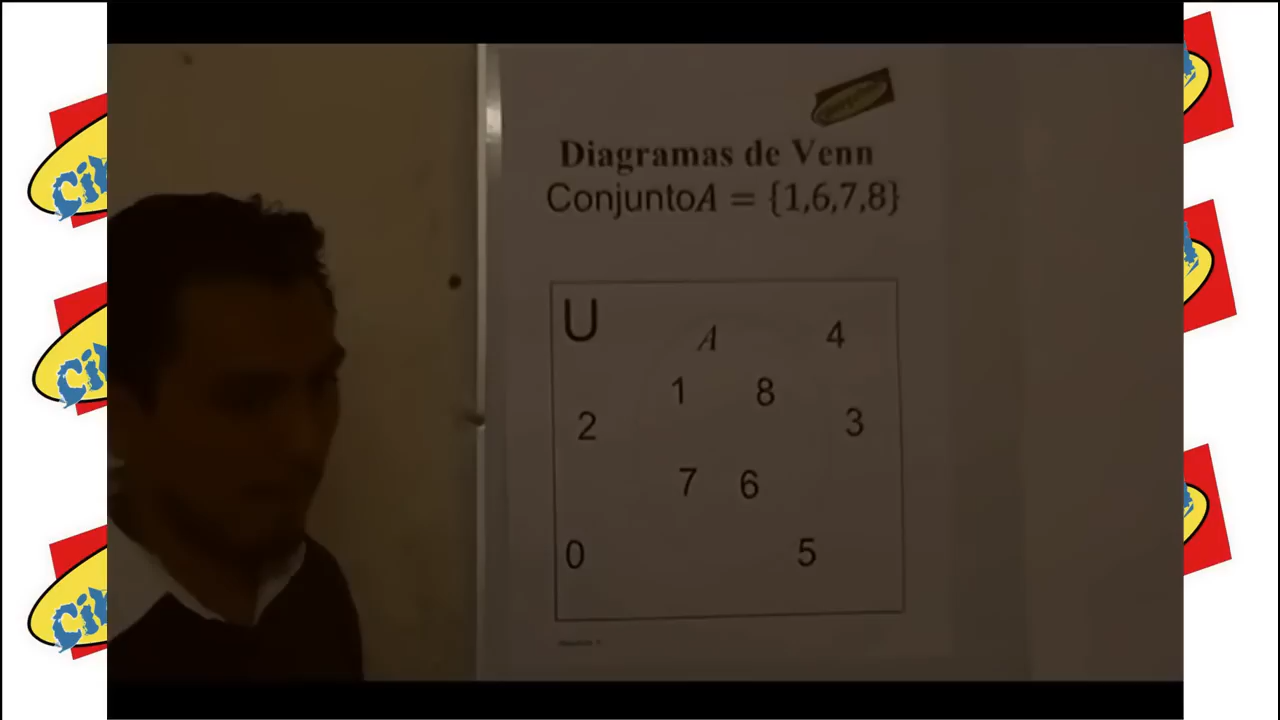 Diagramas de Venn
ConjuntoA = {1,6,7,8}
U
A
4
1
8
2
3
7
6
0
5